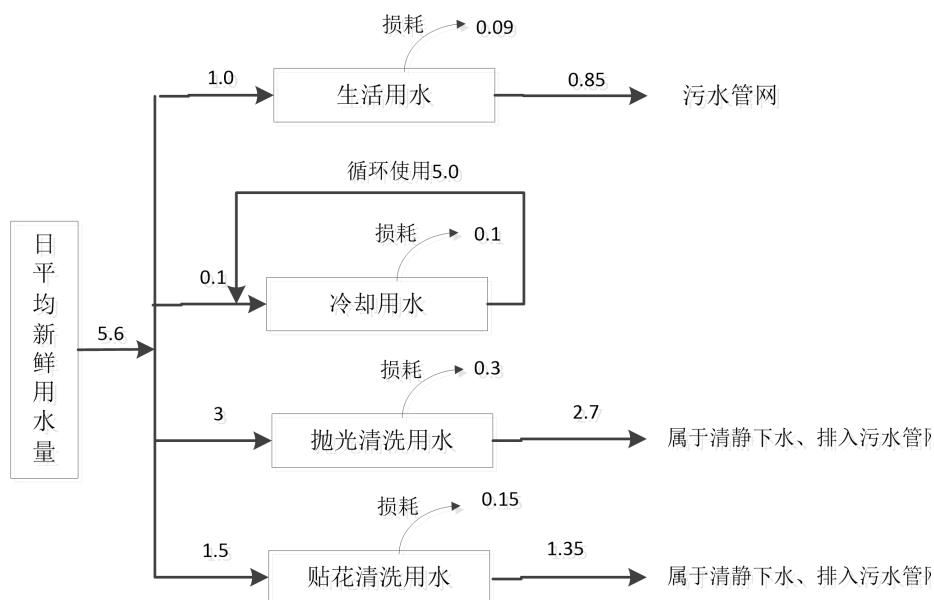 损耗
0.09
1.0
生活用水
0.85
污水管网
循环使用5.0
损耗
0.1
0.1
冷却用水
日平均新鲜用水量
5.6
损耗
0.3
3
抛光清洗用水
2.7
属于清静下水、排入污水管网
损耗
0.15
1.5
贴花清洗用水
1.35
属于清静下水、排入污水管网